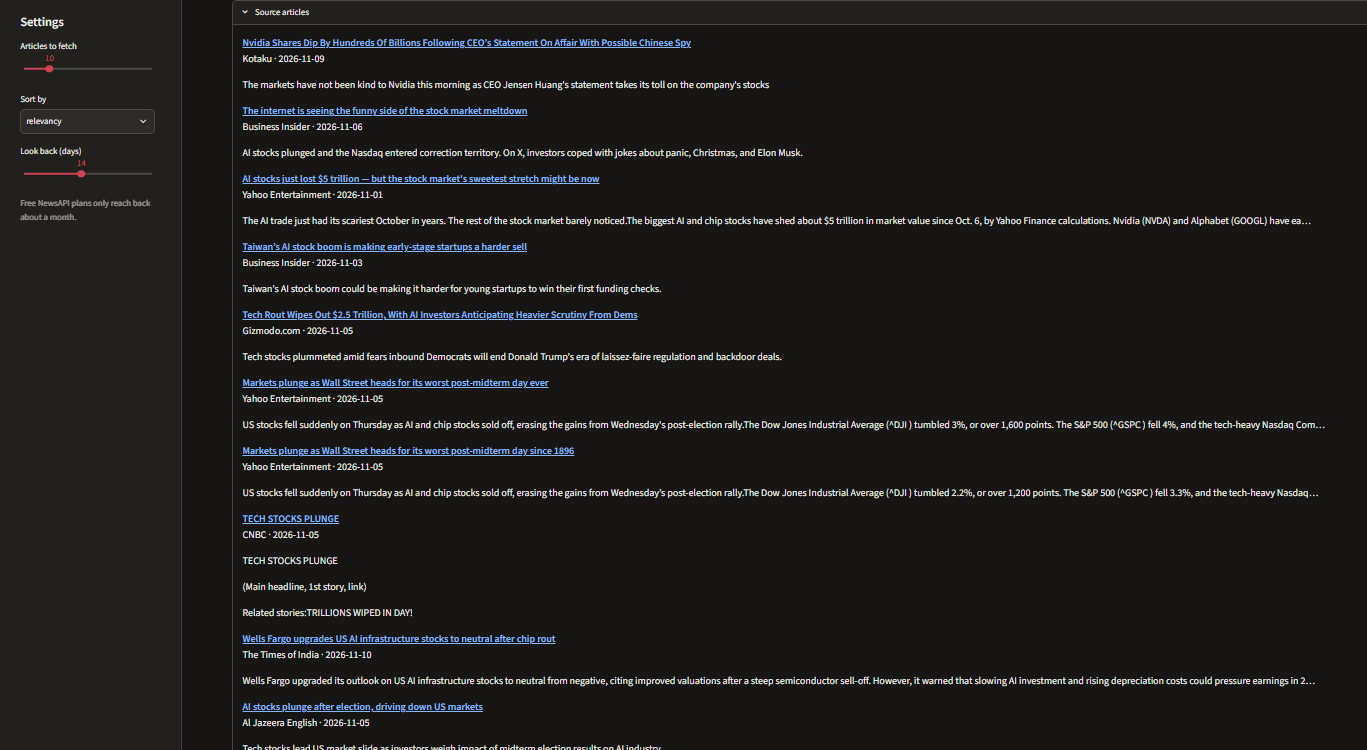 Settings
Articles to fetch
10
Sort by
relevancy
Look back (days)
14
Free NewsAPI plans only reach back
about a month.
Source articles
Nvidia Shares Dip By Hundreds Of Billions Following CEO's Statement On Affair With Possible Chinese Spy
Kotaku · 2026-11-09
The markets have not been kind to Nvidia this morning as CEO Jensen Huang's statement takes its toll on the company's stocks
The internet is seeing the funny side of the stock market meltdown
Business Insider · 2026-11-06
AI stocks plunged and the Nasdaq entered correction territory. On X, investors coped with jokes about panic, Christmas, and Elon Musk.
AI stocks just lost $5 trillion — but the stock market's sweetest stretch might be now
Yahoo Entertainment · 2026-11-01
The AI trade just had its scariest October in years. The rest of the stock market barely noticed.The biggest AI and chip stocks have shed about $5 trillion in market value since Oct. 6, by Yahoo Finance calculations. Nvidia (NVDA) and Alphabet (GOOGL) have ea…
Taiwan's AI stock boom is making early-stage startups a harder sell
Business Insider · 2026-11-03
Taiwan's AI stock boom could be making it harder for young startups to win their first funding checks.
Tech Rout Wipes Out $2.5 Trillion, With AI Investors Anticipating Heavier Scrutiny From Dems
Gizmodo.com · 2026-11-05
Tech stocks plummeted amid fears inbound Democrats will end Donald Trump's era of laissez-faire regulation and backdoor deals.
Markets plunge as Wall Street heads for its worst post-midterm day ever
Yahoo Entertainment · 2026-11-05
US stocks fell suddenly on Thursday as AI and chip stocks sold off, erasing the gains from Wednesday's post-election rally.The Dow Jones Industrial Average (^DJI ) tumbled 3%, or over 1,600 points. The S&P 500 (^GSPC ) fell 4%, and the tech-heavy Nasdaq Com…
Markets plunge as Wall Street heads for its worst post-midterm day since 1896
Yahoo Entertainment · 2026-11-05
US stocks fell suddenly on Thursday as AI and chip stocks sold off, erasing the gains from Wednesday's post-election rally.The Dow Jones Industrial Average (^DJI ) tumbled 2.2%, or over 1,200 points. The S&P 500 (^GSPC ) fell 3.3%, and the tech-heavy Nasdaq…
TECH STOCKS PLUNGE
CNBC · 2026-11-05
TECH STOCKS PLUNGE
(Main headline, 1st story, link)
Related stories:TRILLIONS WIPED IN DAY!
Wells Fargo upgrades US AI infrastructure stocks to neutral after chip rout
The Times of India · 2026-11-10
Wells Fargo upgraded its outlook on US AI infrastructure stocks to neutral from negative, citing improved valuations after a steep semiconductor sell-off. However, it warned that slowing AI investment and rising depreciation costs could pressure earnings in 2…
AI stocks plunge after election, driving down US markets
Al Jazeera English · 2026-11-05
Tech stocks lead US market slide as investors weigh impact of midterm election results on AI industry.